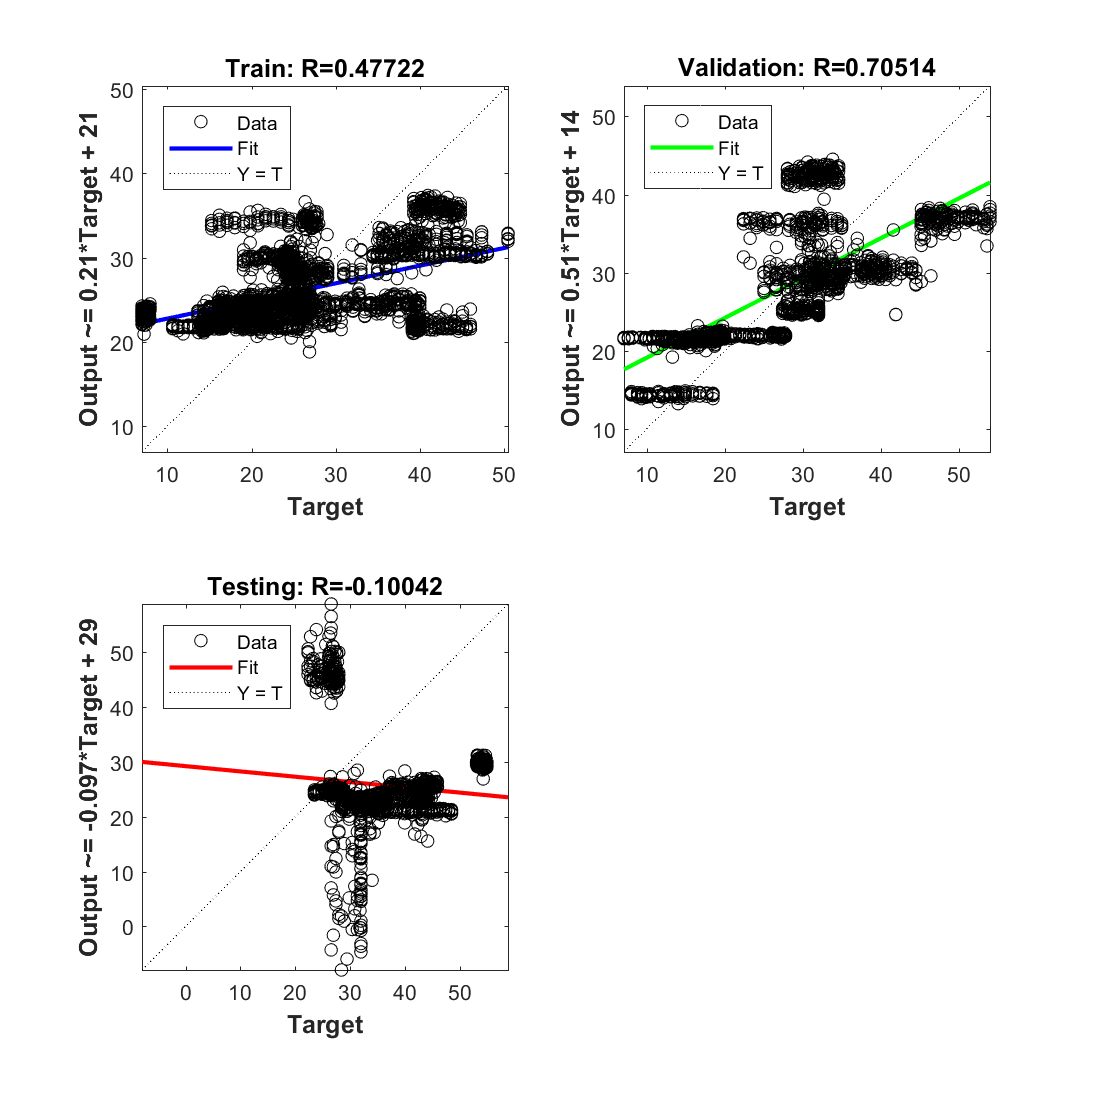 Train: R=0.47722
Output ~= 0.21*Target + 21
50
40
30
20
10
Data
Fit
Y = T
10 20 30 40 50
Target
Validation: R=0.70514
Output ~= 0.51*Target + 14
50
40
30
20
10
Data
Fit
Y = T
10 20 30 40 50
Target
Testing: R=-0.10042
Output ~= -0.097*Target + 29
50
40
30
20
10
0
Data
Fit
Y = T
0 10 20 30 40 50
Target